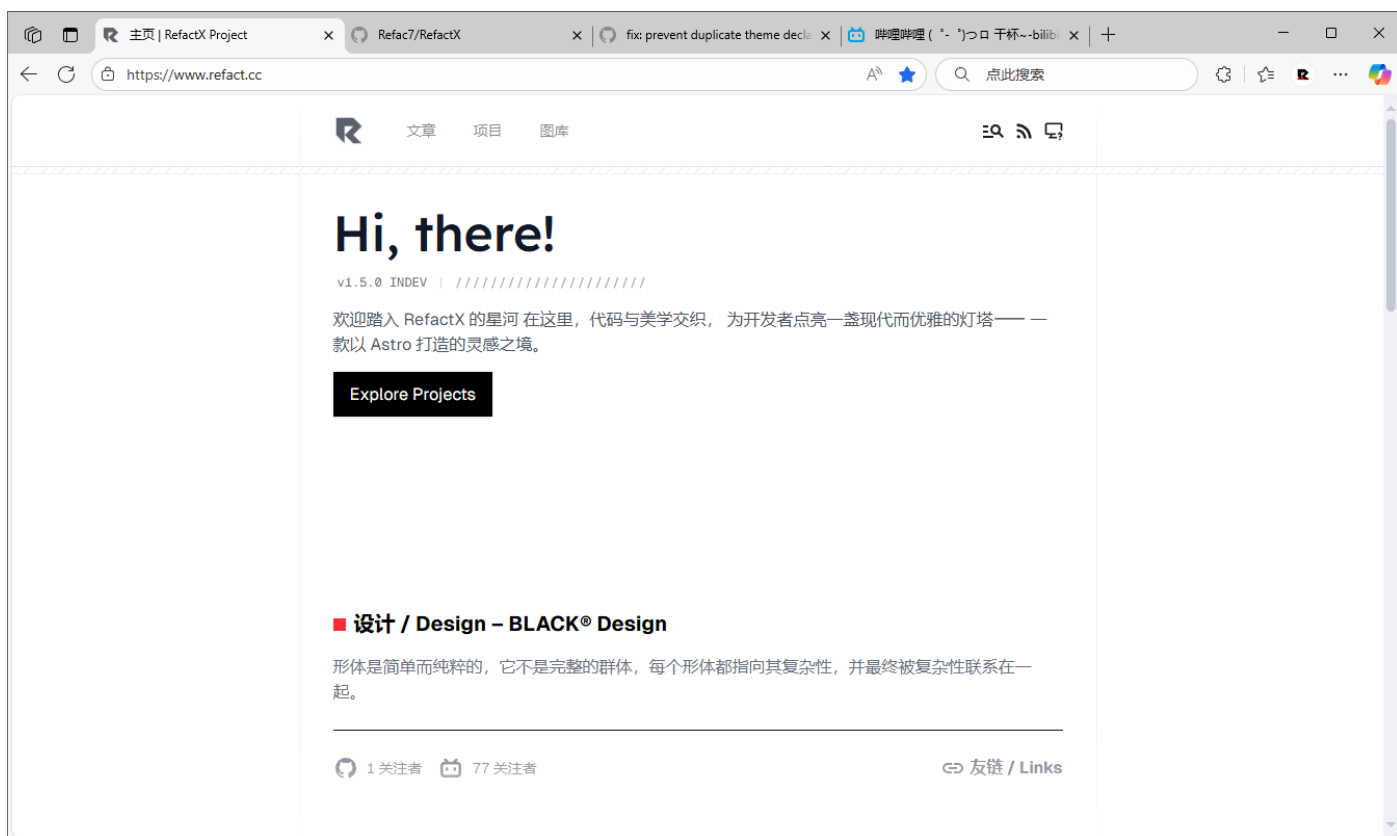 主页 | RefactX Project
Refac7/RefactX
fix: prevent duplicate theme decla
哔哩哔哩 ( ゜- ゜)つロ 干杯~-bilibi
https://www.refact.cc
点此搜索
文章 项目 图库
Hi, there!
v1.5.0 INDEV | //////////////////////
欢迎踏入 RefactX 的星河 在这里，代码与美学交织， 为开发者点亮一盏现代而优雅的灯塔—— 一
款以 Astro 打造的灵感之境。
Explore Projects
设计 / Design – BLACK® Design
形体是简单而纯粹的，它不是完整的群体，每个形体都指向其复杂性，并最终被复杂性联系在一
起。
1 关注者 77 关注者 友链 / Links